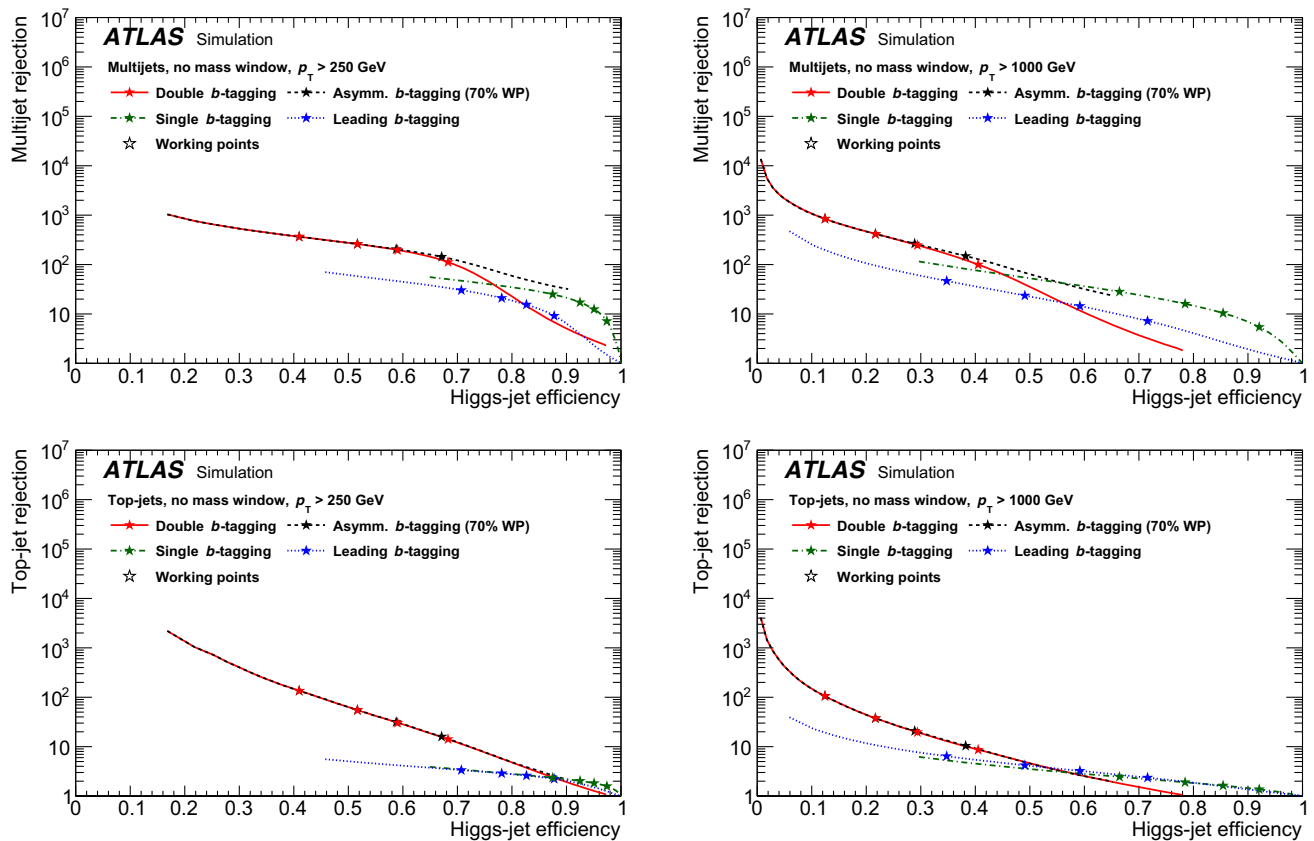 Multijet rejection
10^7
10^6
10^5
10^4
10^3
10^2
10
1
ATLAS Simulation
Multijets, no mass window, p_T > 250 GeV
Double b-tagging Asymm. b-tagging (70% WP)
Single b-tagging Leading b-tagging
Working points
0 0.1 0.2 0.3 0.4 0.5 0.6 0.7 0.8 0.9 1
Higgs-jet efficiency
Multijet rejection
10^7
10^6
10^5
10^4
10^3
10^2
10
1
ATLAS Simulation
Multijets, no mass window, p_T > 1000 GeV
Double b-tagging Asymm. b-tagging (70% WP)
Single b-tagging Leading b-tagging
Working points
0 0.1 0.2 0.3 0.4 0.5 0.6 0.7 0.8 0.9 1
Higgs-jet efficiency
Top-jet rejection
10^7
10^6
10^5
10^4
10^3
10^2
10
1
ATLAS Simulation
Top-jets, no mass window, p_T > 250 GeV
Double b-tagging Asymm. b-tagging (70% WP)
Single b-tagging Leading b-tagging
Working points
0 0.1 0.2 0.3 0.4 0.5 0.6 0.7 0.8 0.9 1
Higgs-jet efficiency
Top-jet rejection
10^7
10^6
10^5
10^4
10^3
10^2
10
1
ATLAS Simulation
Top-jets, no mass window, p_T > 1000 GeV
Double b-tagging Asymm. b-tagging (70% WP)
Single b-tagging Leading b-tagging
Working points
0 0.1 0.2 0.3 0.4 0.5 0.6 0.7 0.8 0.9 1
Higgs-jet efficiency